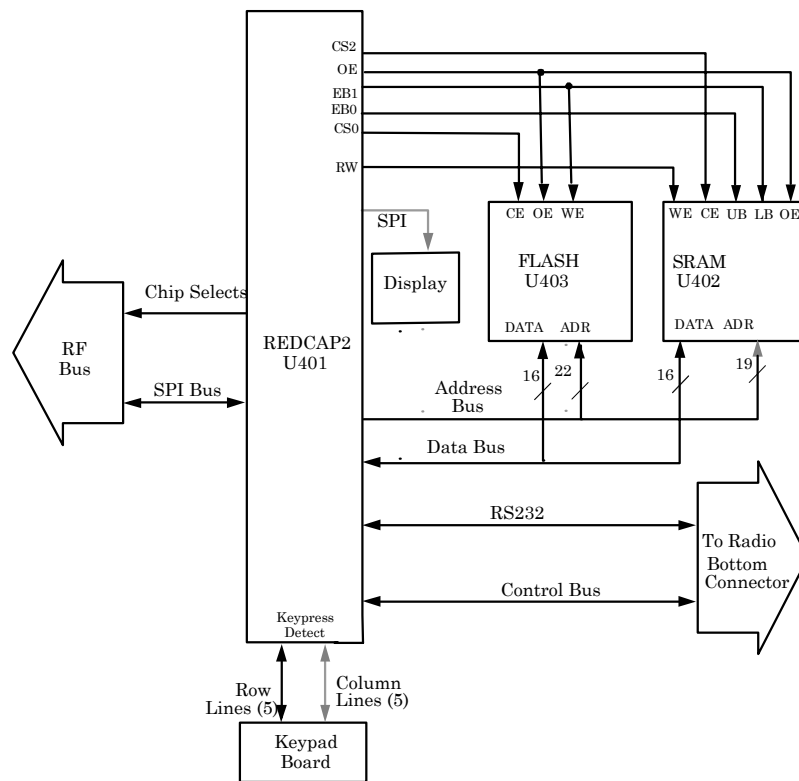 CS2
OE
EB1
EB0
CS0
RW
CE OE WE
WE CE UB LB OE
SPI
FLASH
U403
SRAM
U402
Display
Chip Selects
RF
Bus
REDCAP2
U401
DATA ADR
DATA ADR
16
22
16
19
SPI Bus
Address
Bus
Data Bus
RS232
To Radio
Bottom
Connector
Control Bus
Keypress
Detect
Row
Lines (5)
Column
Lines (5)
Keypad
Board